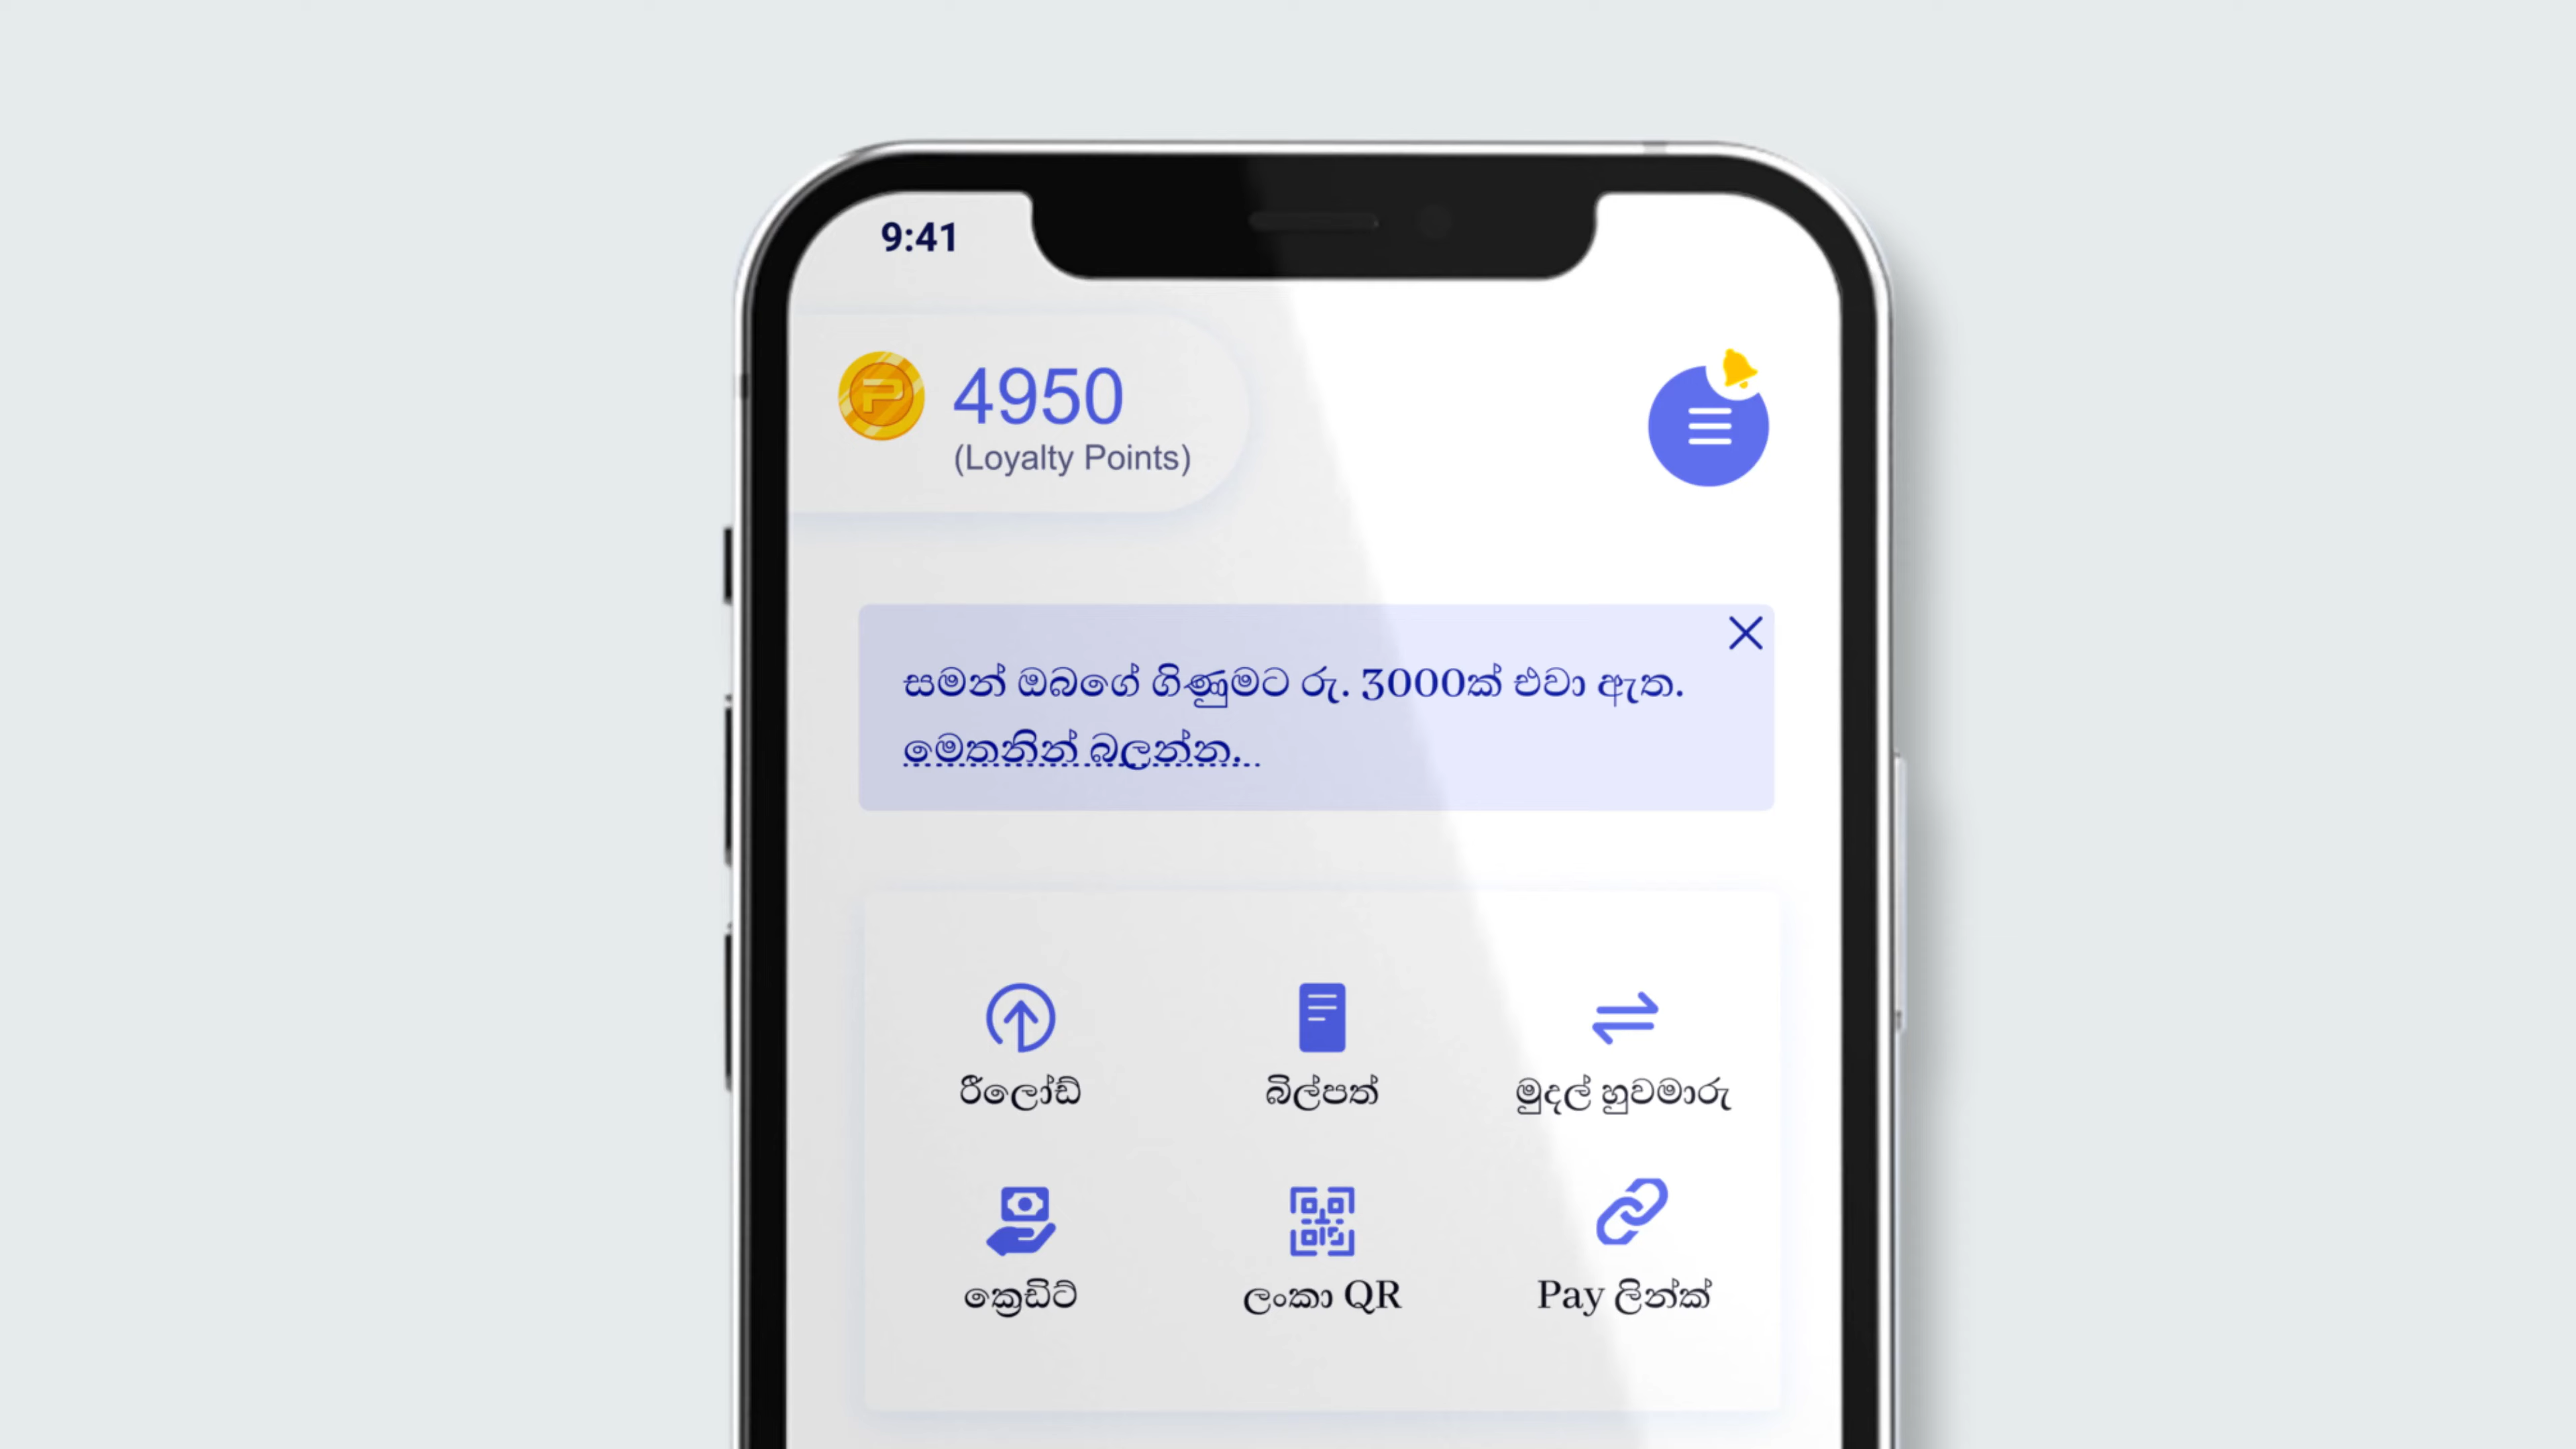 9:41
4950
(Loyalty Points)
සමන් ඔබගේ ගිණුමට රු. 3000ක් එවා ඇත.
මෙතනින් බලන්න.
රීලෝඩ්
බිල්පත්
මුදල් හුවමාරු
ක්‍රෙඩිට්
ලංකා QR
Pay ලින්ක්